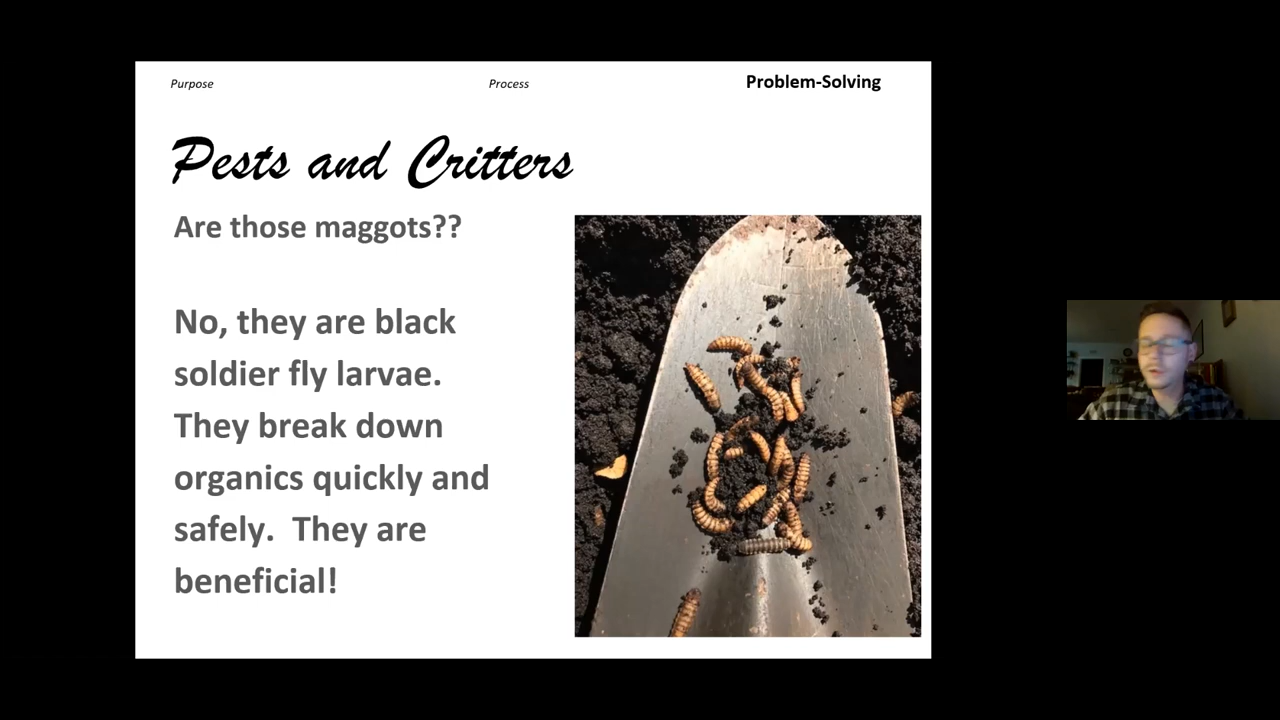 Purpose
Process
Problem-Solving
Pests and Critters
Are those maggots??
No, they are black
soldier fly larvae.
They break down
organics quickly and
safely.  They are
beneficial!